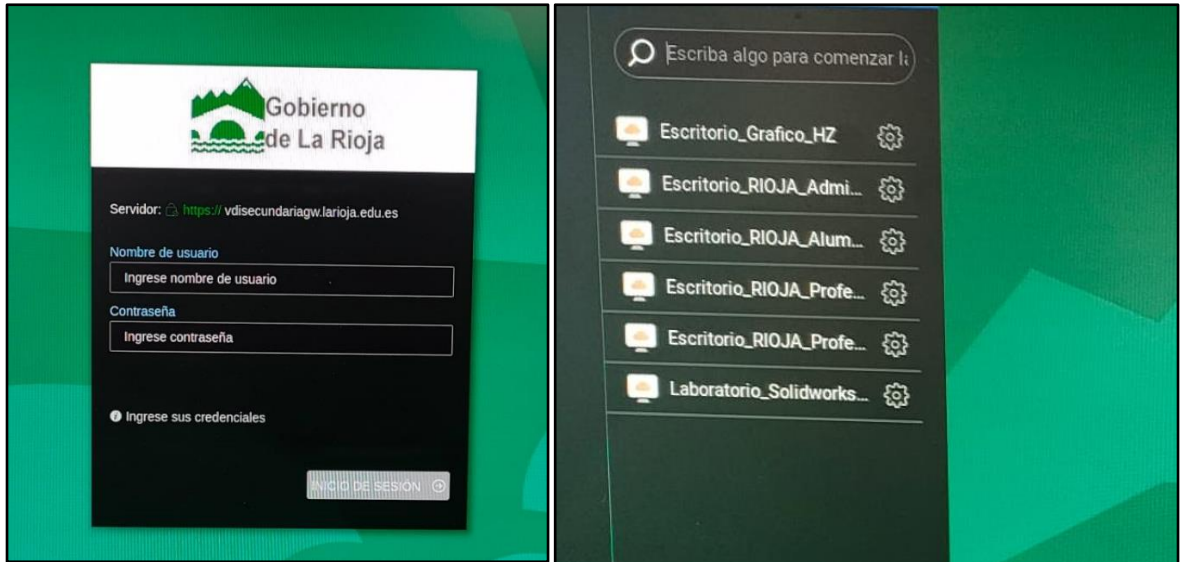 Gobierno
de La Rioja
Servidor: https:// vdisecundariagw.larioja.edu.es
Nombre de usuario
Ingrese nombre de usuario
Contraseña
Ingrese contraseña
Ingrese sus credenciales
INICIO DE SESIÓN
Escriba algo para comenzar la
Escritorio_Grafico_HZ
Escritorio_RIOJA_Admi...
Escritorio_RIOJA_Alum...
Escritorio_RIOJA_Profe...
Escritorio_RIOJA_Profe...
Laboratorio_Solidworks...